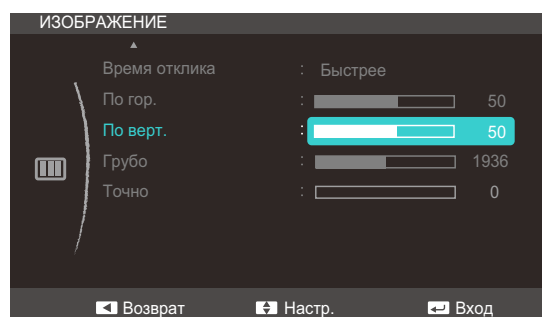 ИЗОБРАЖЕНИЕ
Время отклика : Быстрее
По гор. : 50
По верт. : 50
Грубо : 1936
Точно : 0
Возврат Настр. Вход